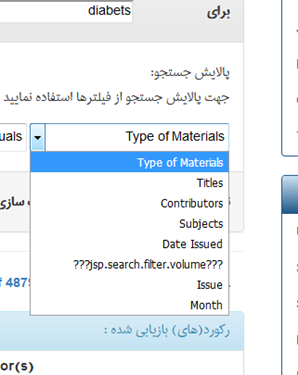 برای
diabets
پالایش جستجو:
جهت پالایش جستجو از فیلترها استفاده نمایید
Type of Materials
uals
Type of Materials
Titles
Contributors
Subjects
Date Issued
???jsp.search.filter.volume???
Issue
Month
سازی
f 487
رکورد(های) بازیابی شده :
or(s)